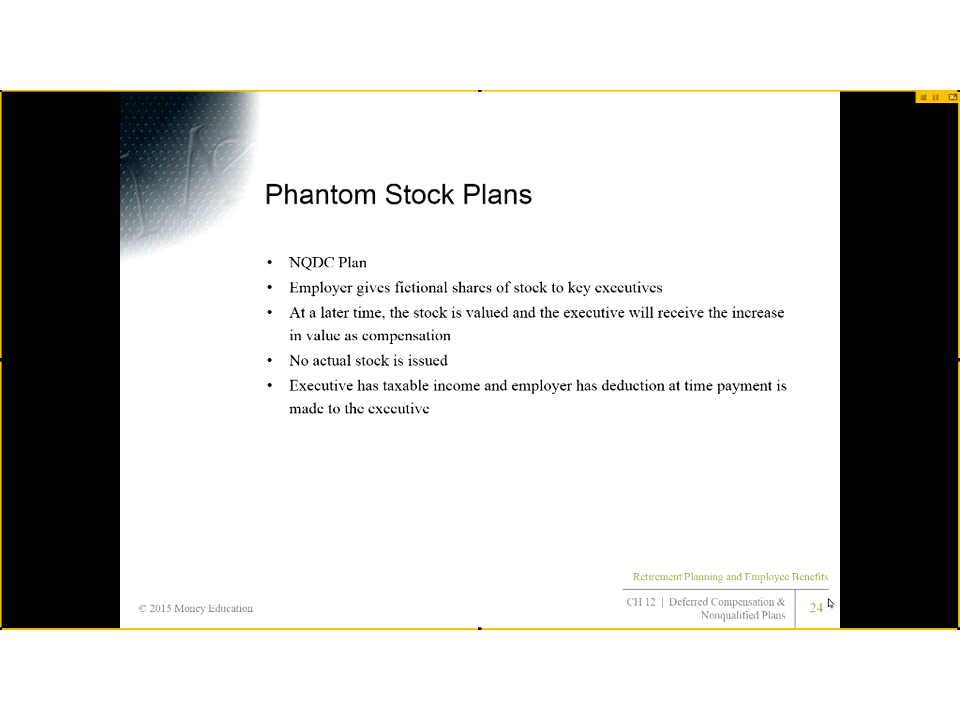 Phantom Stock Plans
• NQDC Plan
• Employer gives fictional shares of stock to key executives
• At a later time, the stock is valued and the executive will receive the increase
in value as compensation
• No actual stock is issued
• Executive has taxable income and employer has deduction at time payment is
made to the executive
Retirement Planning and Employee Benefits
© 2015 Money Education
CH 12 | Deferred Compensation &
Nonqualified Plans
24